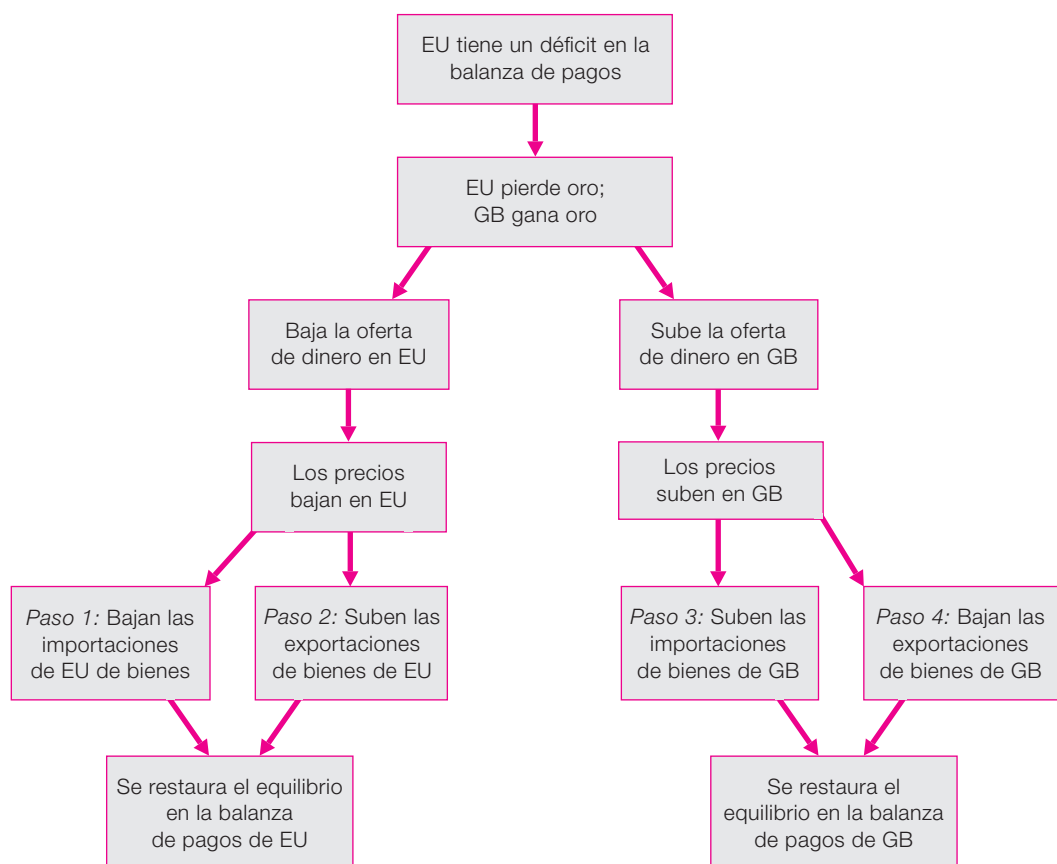 EU tiene un déficit en la
balanza de pagos
EU pierde oro;
GB gana oro
Baja la oferta
de dinero en EU
Sube la oferta
de dinero en GB
Los precios
bajan en EU
Los precios
suben en GB
Paso 1: Bajan las
importaciones
de EU de bienes
Paso 2: Suben las
exportaciones
de bienes de EU
Paso 3: Suben las
importaciones
de bienes de GB
Paso 4: Bajan las
exportaciones
de bienes de GB
Se restaura el equilibrio
en la balanza
de pagos de EU
Se restaura el
equilibrio en la balanza
de pagos de GB